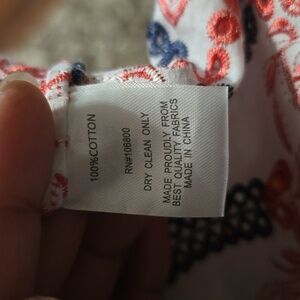 100%COTTON
RN#106800
DRY CLEAN ONLY
MADE PROUDLY FROM
BEST QUALITY FABRICS
MADE IN CHINA